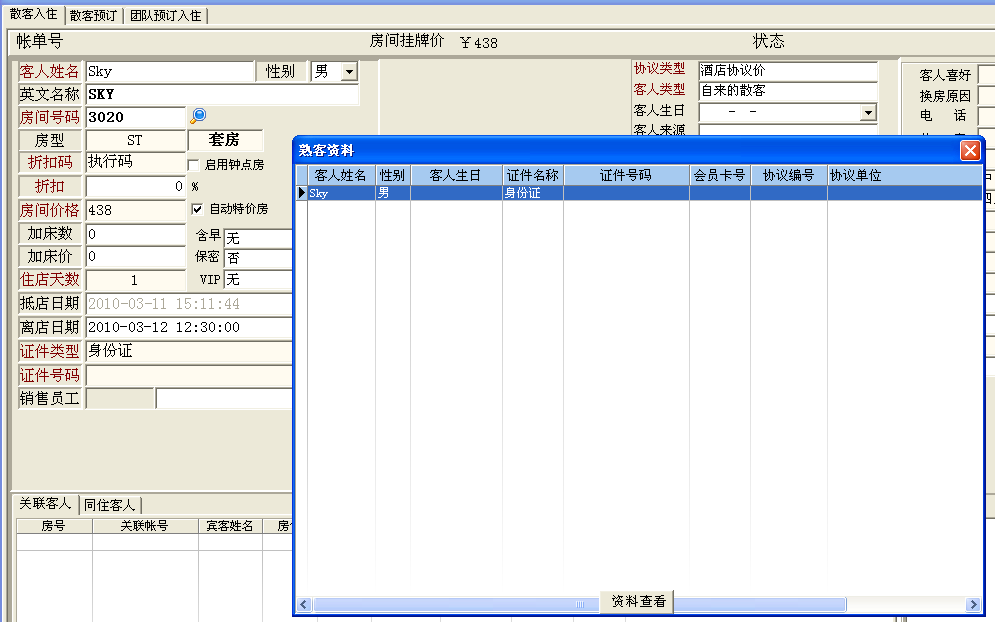 散客入住 散客预订 团队预订入住
帐单号 房间挂牌价 ￥438 状态
客人姓名 Sky 性别 男 协议类型 酒店协议价 客人喜好
英文名称 SKY 客人类型 自来的散客 换房原因
房间号码 3020 客人生日 - - 电 话
房型 ST 套房 客人来源
折扣码 执行码 启用钟点房
折扣 0 %
房间价格 438 自动特价房
加床数 0 含早 无
加床价 0 保密 否
住店天数 1 VIP 无
抵店日期 2010-03-11 15:11:44
离店日期 2010-03-12 12:30:00
证件类型 身份证
证件号码
销售员工
熟客资料
客人姓名 性别 客人生日 证件名称 证件号码 会员卡号 协议编号 协议单位
Sky 男 身份证
资料查看
关联客人 同住客人
房号 关联帐号 宾客姓名 房